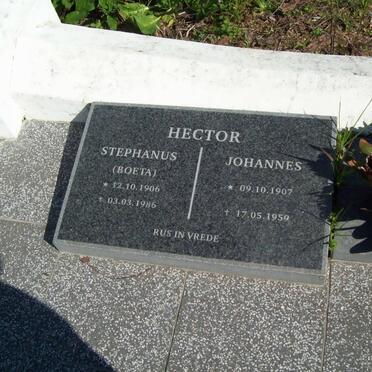 HECTOR
STEPHANUS
(BOETA)
* 12.10.1906
† 03.03.1986
JOHANNES
* 09.10.1907
† 17.05.1959
RUS IN VREDE